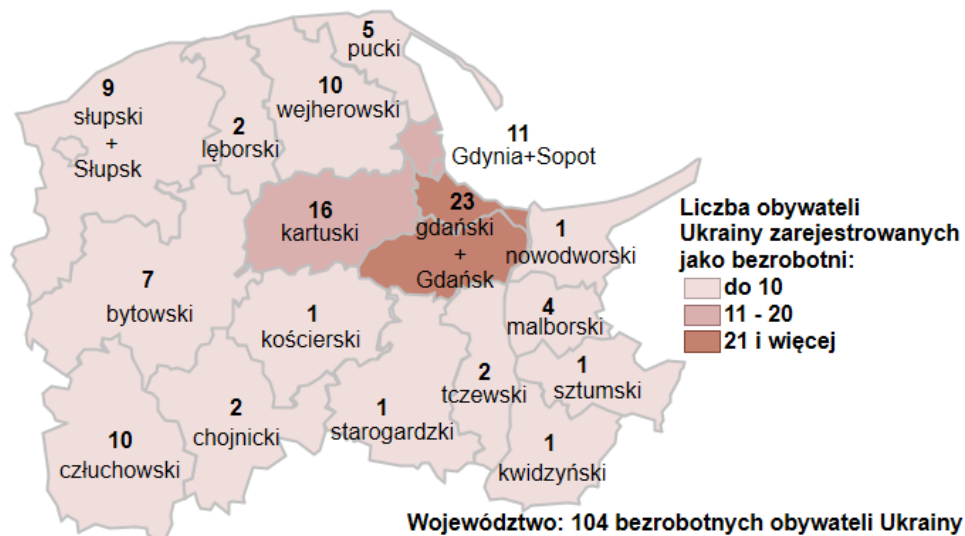 5
pucki
9
słupski
+
Słupsk
10
wejherowski
2
lęborski
11
Gdynia+Sopot
16
kartuski
23
gdański
+
Gdańsk
1
nowodworski
7
bytowski
1
kościerski
4
malborski
1
sztumski
2
tczewski
10
człuchowski
2
chojnicki
1
starogardzki
1
kwidzyński
Liczba obywateli
Ukrainy zarejestrowanych
jako bezrobotni:
do 10
11 - 20
21 i więcej
Województwo: 104 bezrobotnych obywateli Ukrainy